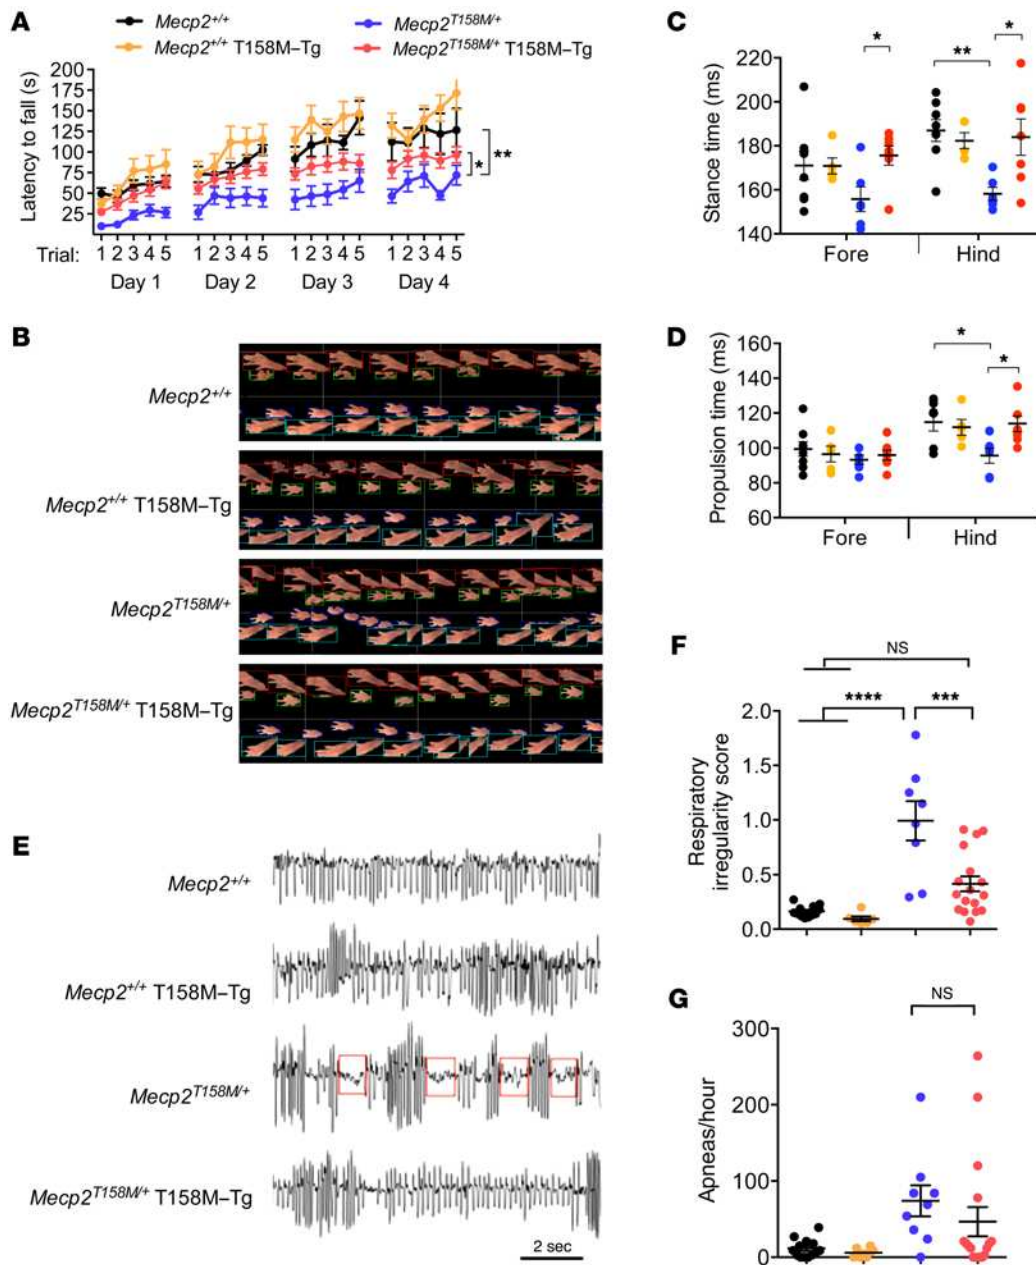 A
Mecp2+/+
Mecp2T158M/+
Mecp2+/+ T158M–Tg
Mecp2T158M/+ T158M–Tg
Latency to fall (s)
200
175
150
125
100
75
50
25
*
**
Trial:
1 2 3 4 5 1 2 3 4 5 1 2 3 4 5 1 2 3 4 5
Day 1 Day 2 Day 3 Day 4
B
Mecp2+/+
Mecp2+/+ T158M–Tg
Mecp2T158M/+
Mecp2T158M/+ T158M–Tg
C
Stance time (ms)
220
200
180
160
140
*
**
*
Fore Hind
D
Propulsion time (ms)
160
140
120
100
80
60
*
*
Fore Hind
E
Mecp2+/+
Mecp2+/+ T158M–Tg
Mecp2T158M/+
Mecp2T158M/+ T158M–Tg
2 sec
F
NS
**** ***
Respiratory
irregularity score
2.0
1.5
1.0
0.5
0.0
G
NS
Apneas/hour
300
200
100
0